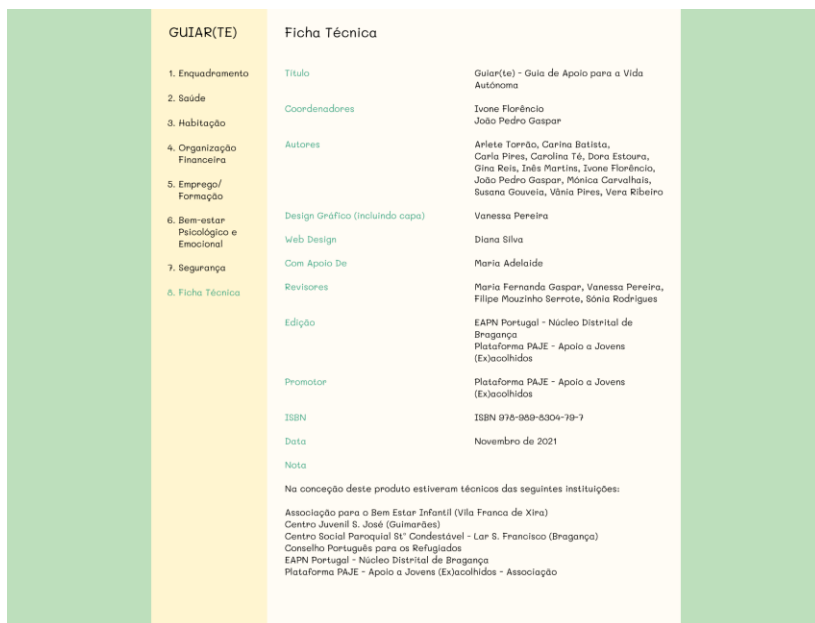 GUIAR(TE)
1. Enquadramento
2. Saúde
3. Habitação
4. Organização
Financeira
5. Emprego/
Formação
6. Bem-estar
Psicológico e
Emocional
7. Segurança
8. Ficha Técnica
Ficha Técnica
Título
Guiar(te) - Guia de Apoio para a Vida
Autónoma
Coordenadores
Ivone Florêncio
João Pedro Gaspar
Autores
Arlete Torrão, Carina Batista,
Carla Pires, Carolina Té, Dora Estoura,
Gina Reis, Inês Martins, Ivone Florêncio,
João Pedro Gaspar, Mónica Carvalhais,
Susana Gouveia, Vânia Pires, Vera Ribeiro
Design Gráfico (incluindo capa)
Vanessa Pereira
Web Design
Diana Silva
Com Apoio De
Maria Adelaide
Revisores
Maria Fernanda Gaspar, Vanessa Pereira,
Filipe Mouzinho Serrote, Sónia Rodrigues
Edição
EAPN Portugal - Núcleo Distrital de
Bragança
Plataforma PAJE - Apoio a Jovens
(Ex)acolhidos
Promotor
Plataforma PAJE - Apoio a Jovens
(Ex)acolhidos
ISBN
ISBN 978-989-8304-79-7
Data
Novembro de 2021
Nota
Na conceção deste produto estiveram técnicos das seguintes instituições:
Associação para o Bem Estar Infantil (Vila Franca de Xira)
Centro Juvenil S. José (Guimarães)
Centro Social Paroquial Stº Condestável - Lar S. Francisco (Bragança)
Conselho Português para os Refugiados
EAPN Portugal - Núcleo Distrital de Bragança
Plataforma PAJE - Apoio a Jovens (Ex)acolhidos - Associação